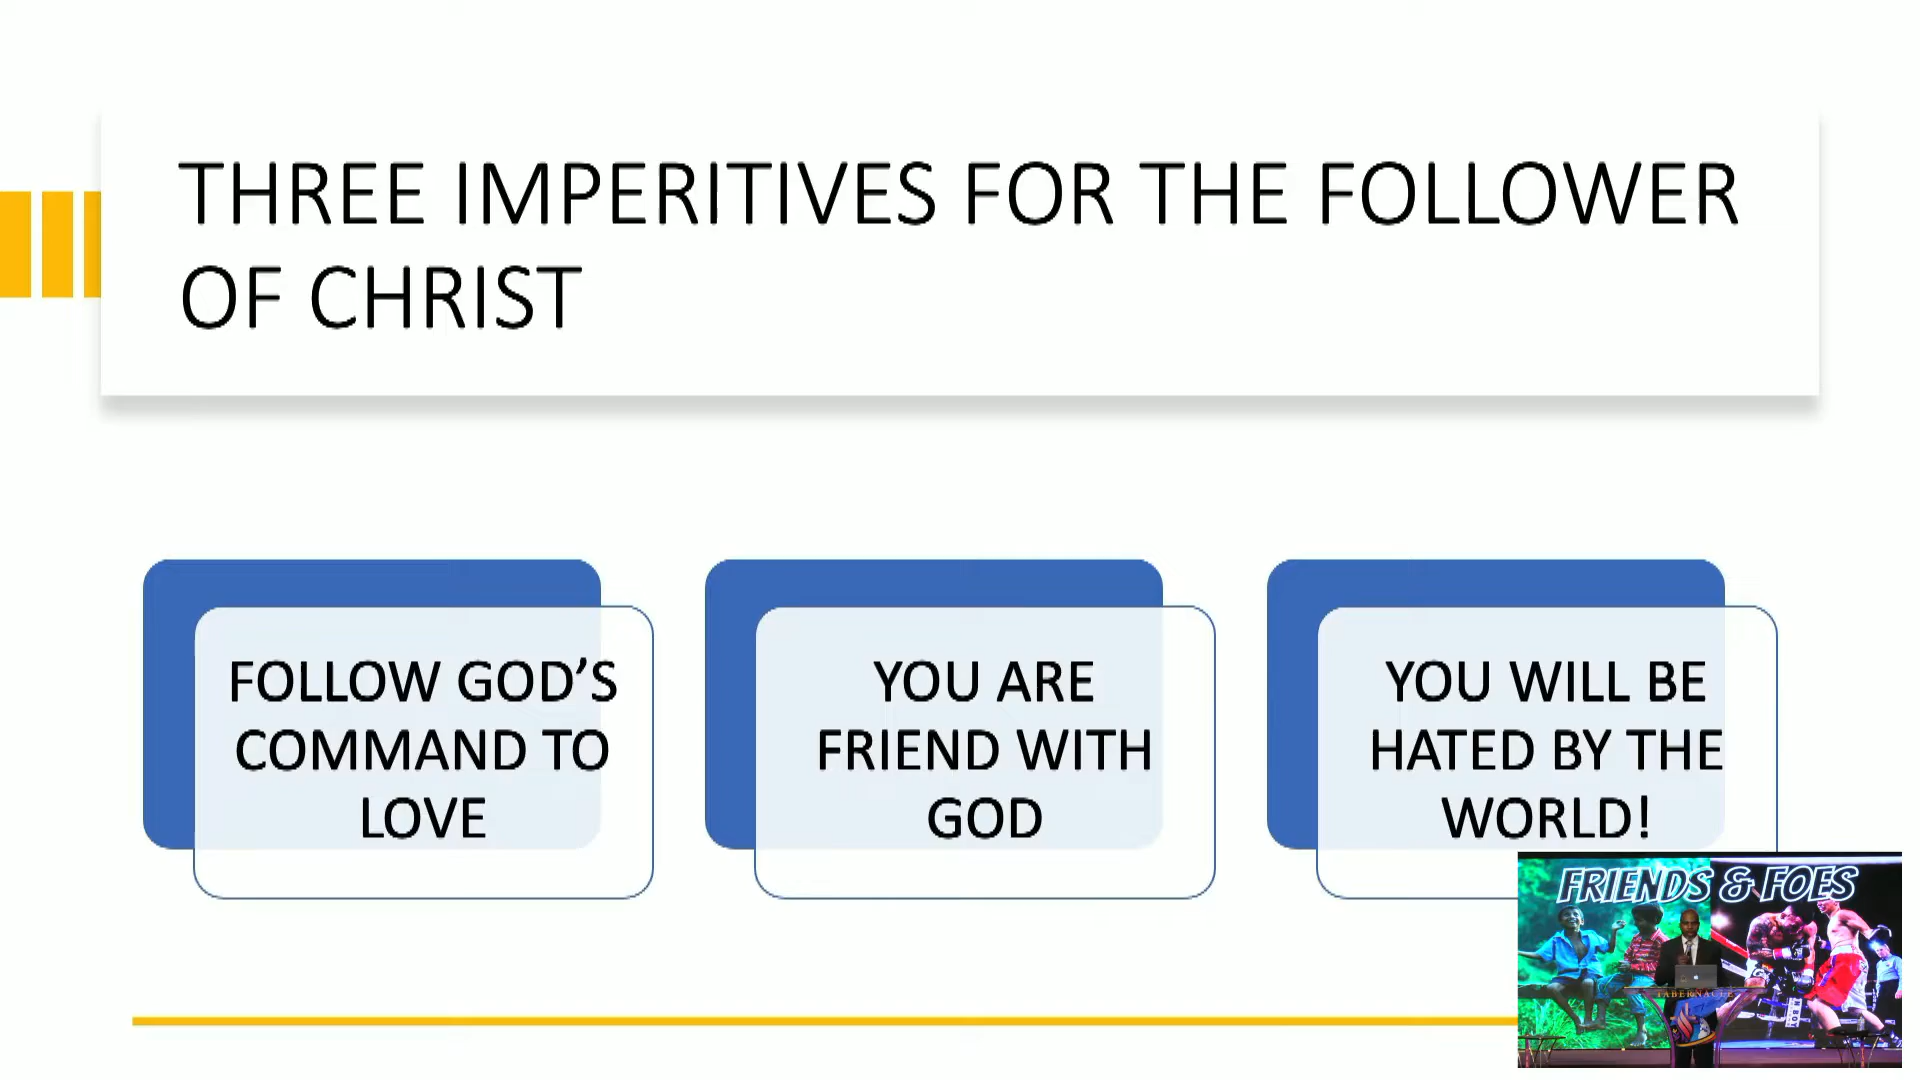 THREE IMPERITIVES FOR THE FOLLOWER
OF CHRIST
FOLLOW GOD’S
COMMAND TO
LOVE
YOU ARE
FRIEND WITH
GOD
YOU WILL BE
HATED BY THE
WORLD!
FRIENDS & FOES
TABERNACLE